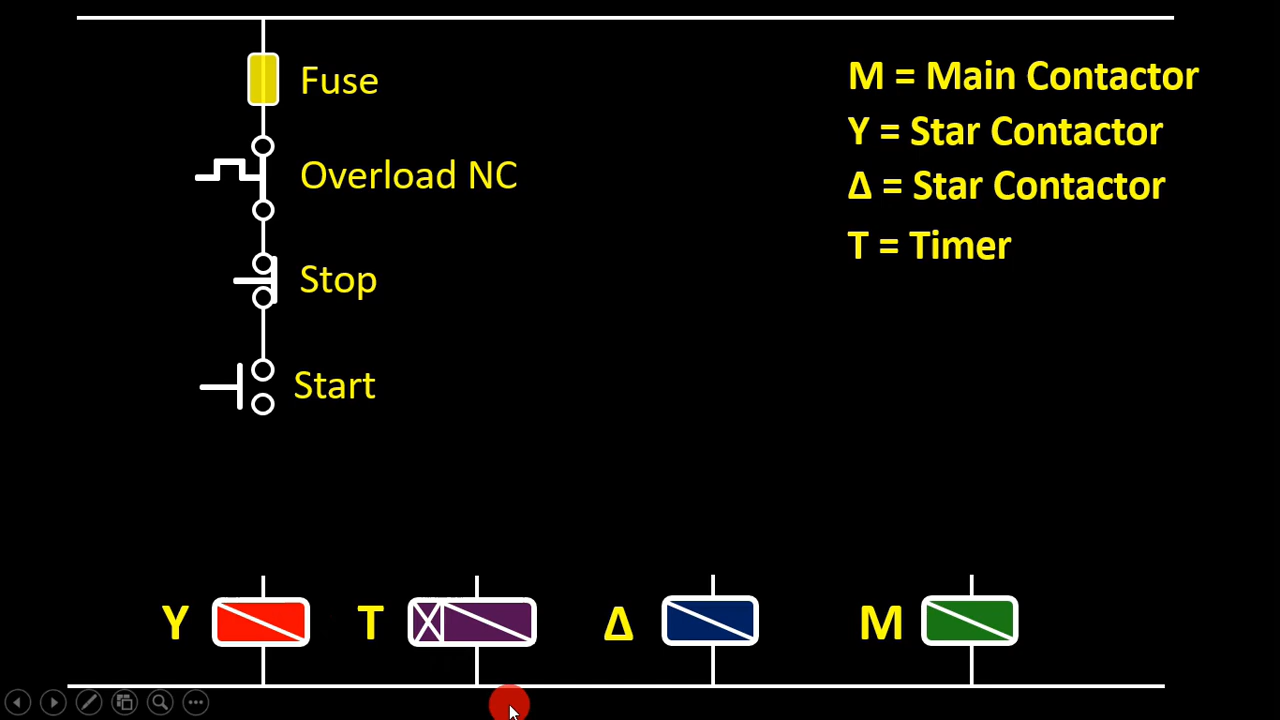 Fuse
Overload NC
Stop
Start
M = Main Contactor
Y = Star Contactor
Δ = Star Contactor
T = Timer
Y T Δ M